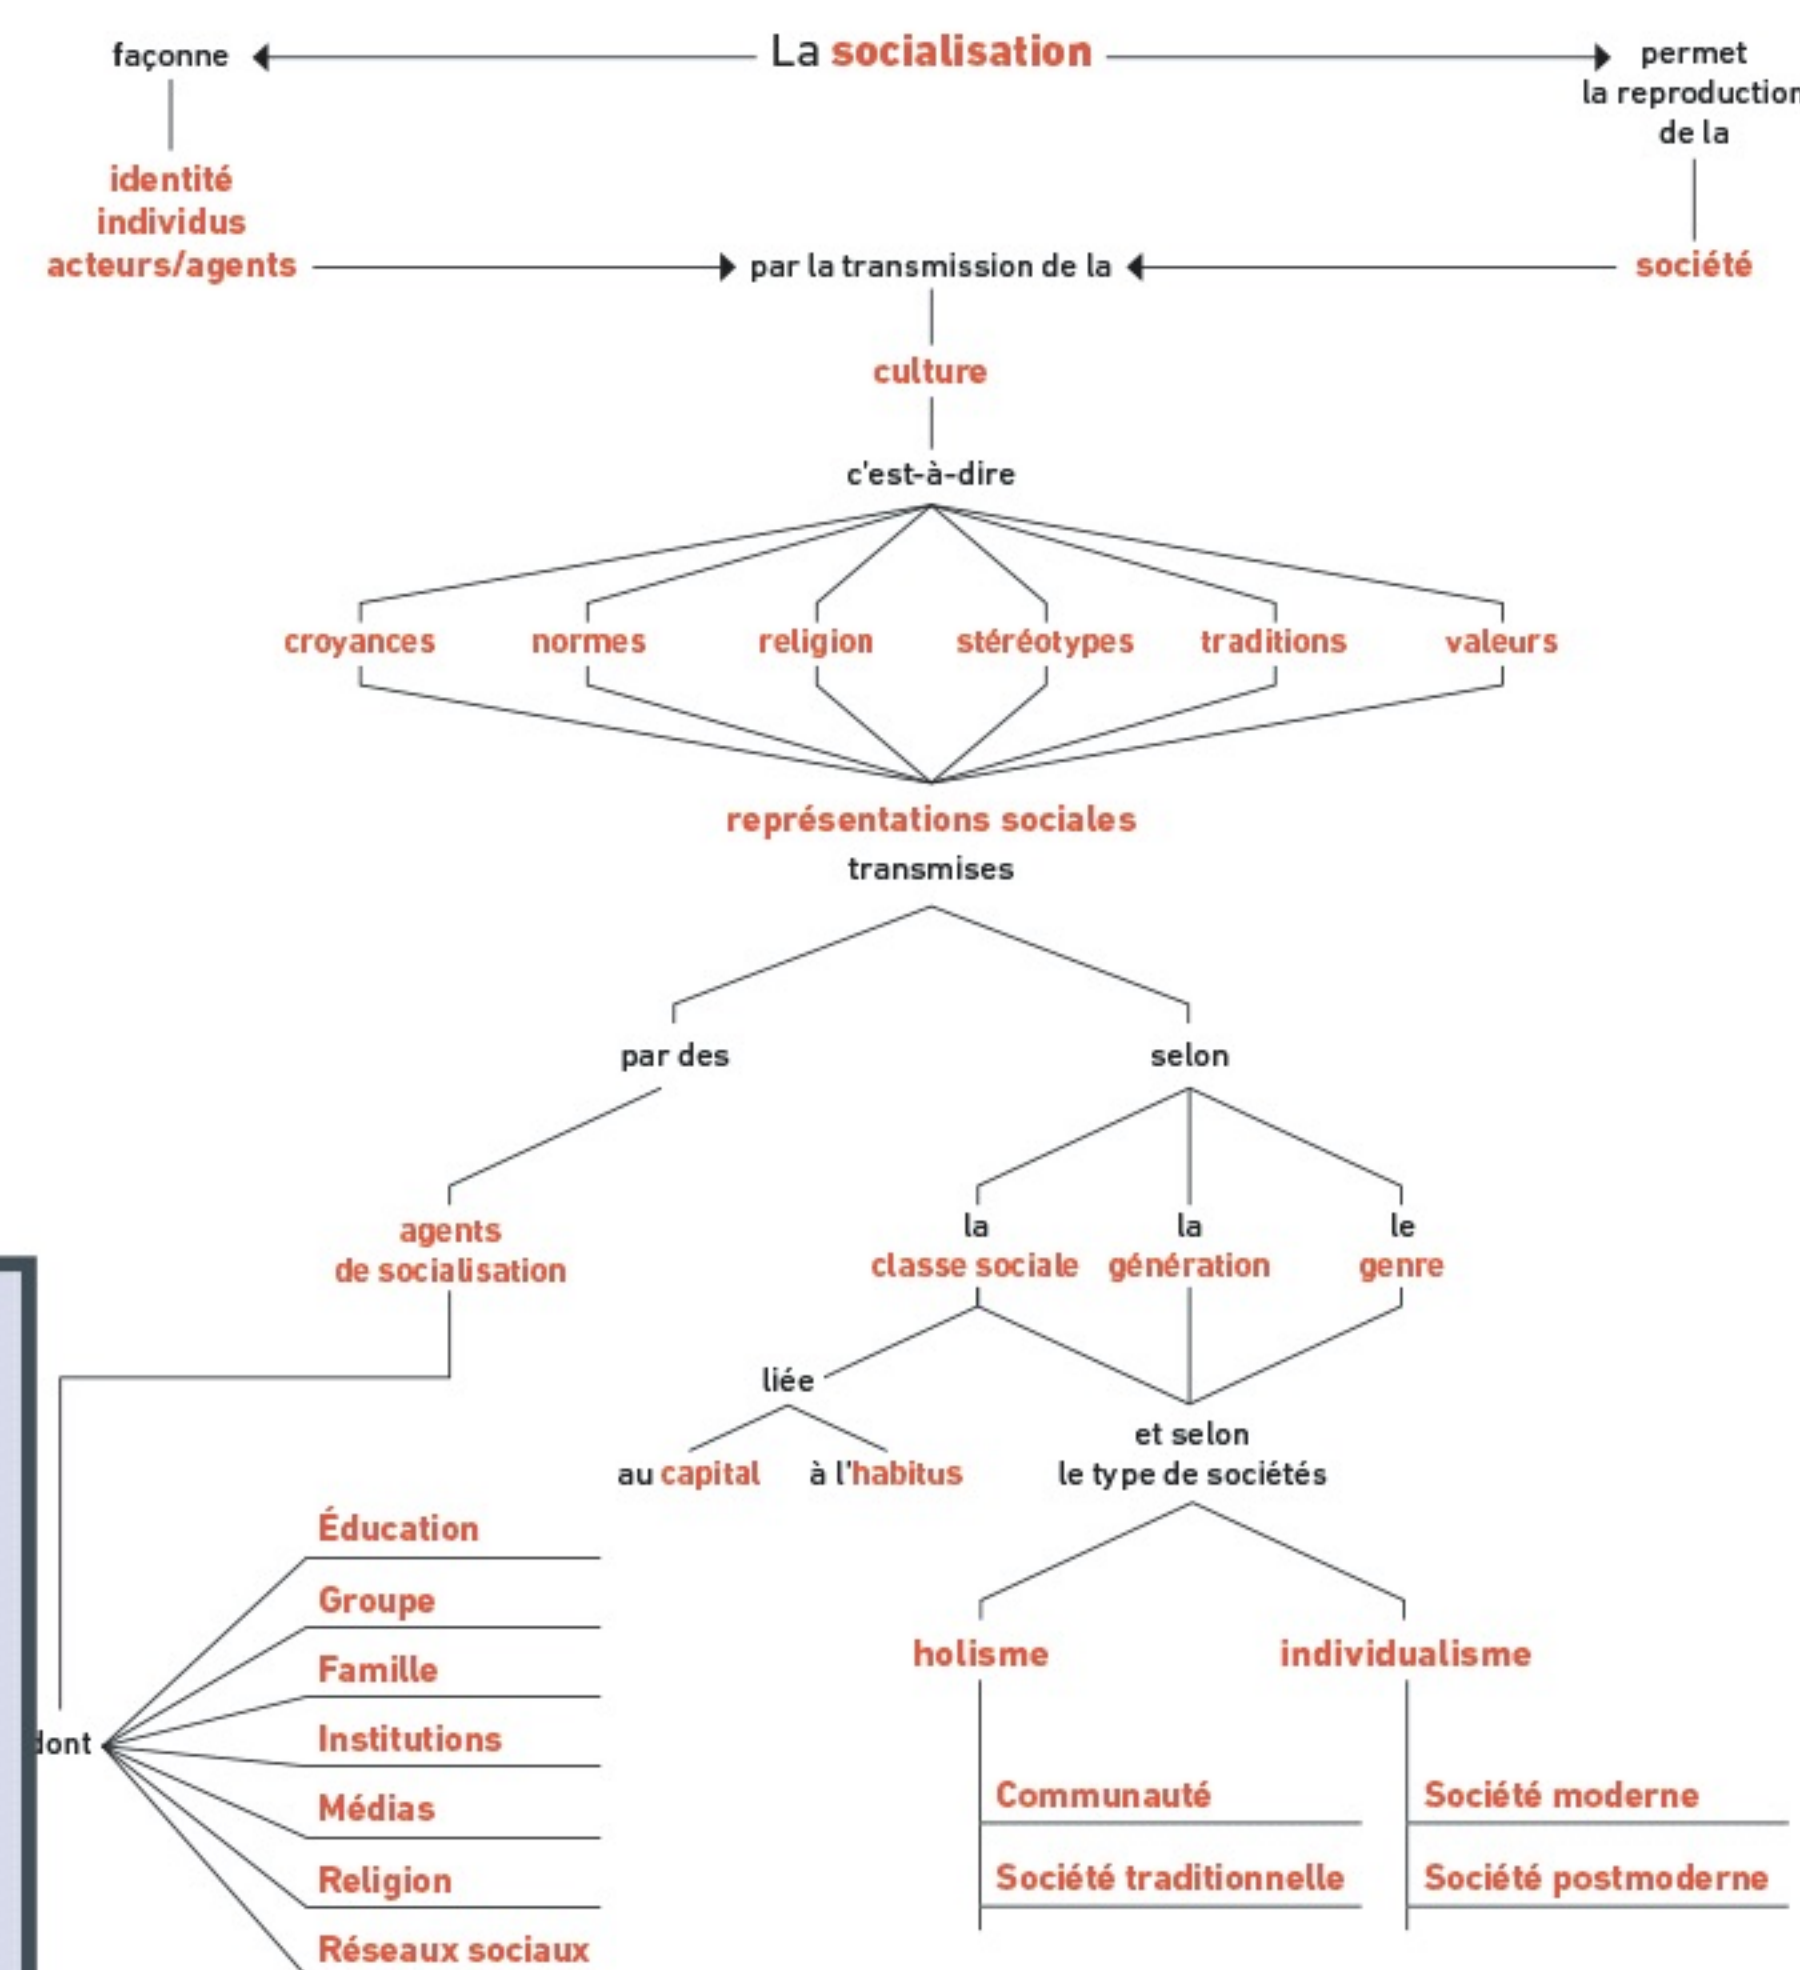 La socialisation
façonne
permet
la reproduction
de la
identité
individus
acteurs/agents
société
par la transmission de la
culture
c'est-à-dire
croyances
normes
religion
stéréotypes
traditions
valeurs
représentations sociales
transmises
par des
selon
agents
de socialisation
la
classe sociale
la
génération
le
genre
liée
au capital
à l'habitus
et selon
le type de sociétés
dont
Éducation
Groupe
Famille
Institutions
Médias
Religion
Réseaux sociaux
holisme
Communauté
Société traditionnelle
individualisme
Société moderne
Société postmoderne